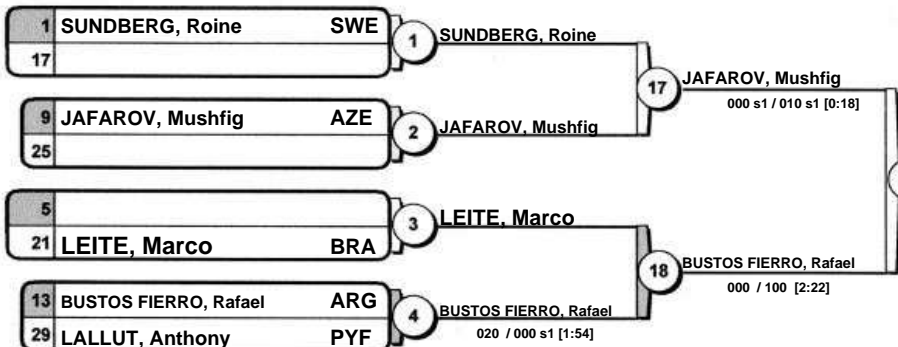 1 SUNDBERG, Roine SWE
17
1 SUNDBERG, Roine
9 JAFAROV, Mushfig AZE
25
2 JAFAROV, Mushfig
17 JAFAROV, Mushfig
000 s1 / 010 s1 [0:18]
5
21 LEITE, Marco BRA
3 LEITE, Marco
13 BUSTOS FIERRO, Rafael ARG
29 LALLUT, Anthony PYF
4 BUSTOS FIERRO, Rafael
020 / 000 s1 [1:54]
18 BUSTOS FIERRO, Rafael
000 / 100 [2:22]